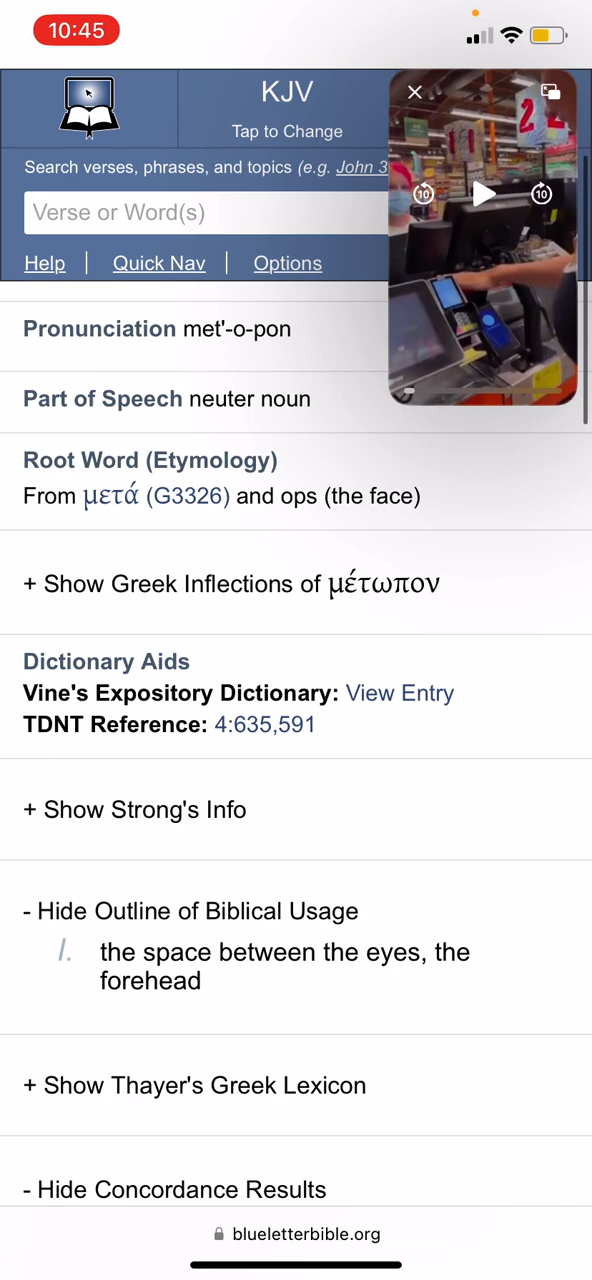 10:45
KJV
Tap to Change
Search verses, phrases, and topics (e.g. John 3
Verse or Word(s)
Help | Quick Nav | Options
10
10
2
Pronunciation met'-o-pon
Part of Speech neuter noun
Root Word (Etymology)
From μετά (G3326) and ops (the face)
+ Show Greek Inflections of μέτωπον
Dictionary Aids
Vine's Expository Dictionary: View Entry
TDNT Reference: 4:635,591
+ Show Strong's Info
- Hide Outline of Biblical Usage
I. the space between the eyes, the
forehead
+ Show Thayer's Greek Lexicon
- Hide Concordance Results
blueletterbible.org